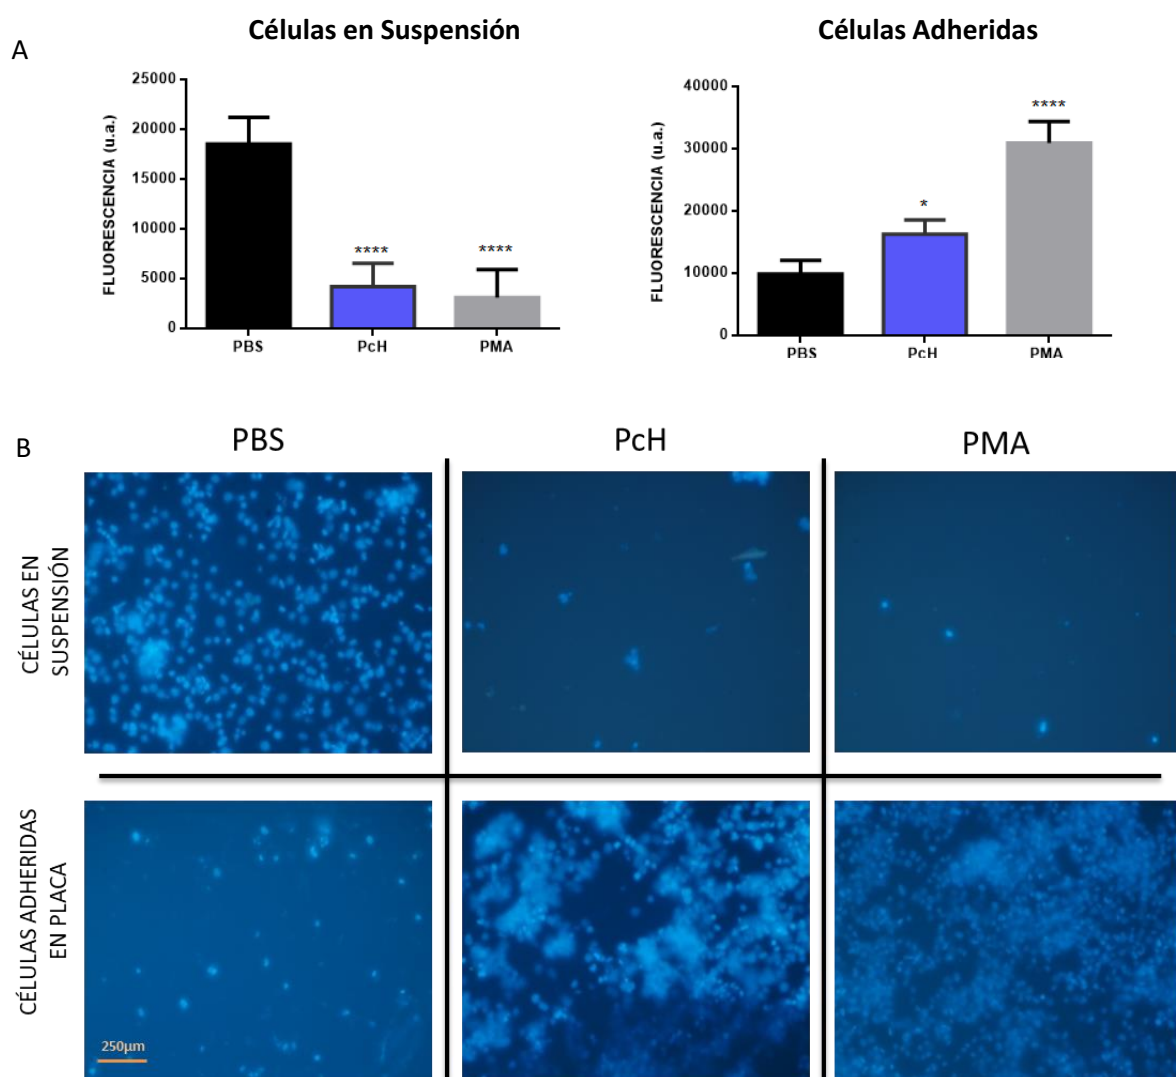 A
Células en Suspensión
FLUORESCENCIA (u.a.)
25000
20000
15000
10000
5000
0
****
****
PBS
PcH
PMA
Células Adheridas
FLUORESCENCIA (u.a.)
40000
30000
20000
10000
0
*
****
PBS
PcH
PMA
B
PBS
PcH
PMA
CÉLULAS EN
SUSPENSIÓN
CÉLULAS ADHERIDAS
EN PLACA
250µm